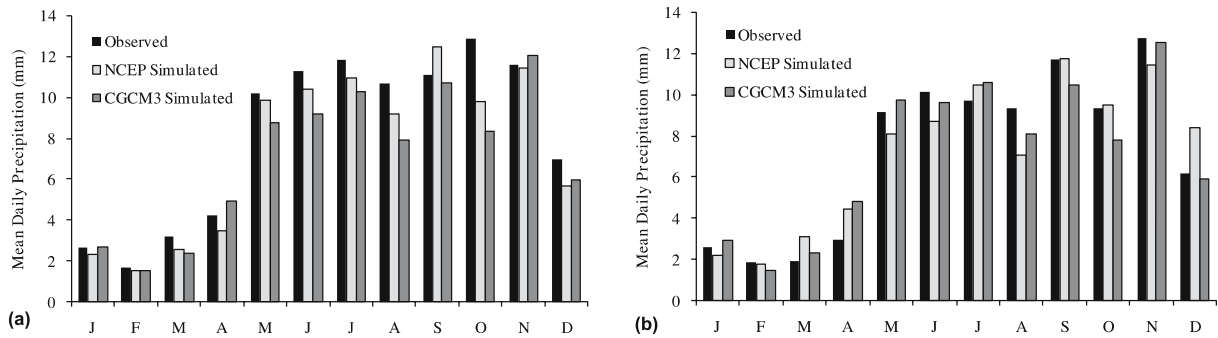 Mean Daily Precipitation (mm)
14
12
10
8
6
4
2
0
Observed
NCEP Simulated
CGCM3 Simulated
J F M A M J J A S O N D
(a)
Mean Daily Precipitation (mm)
14
12
10
8
6
4
2
0
Observed
NCEP Simulated
CGCM3 Simulated
J F M A M J J A S O N D
(b)